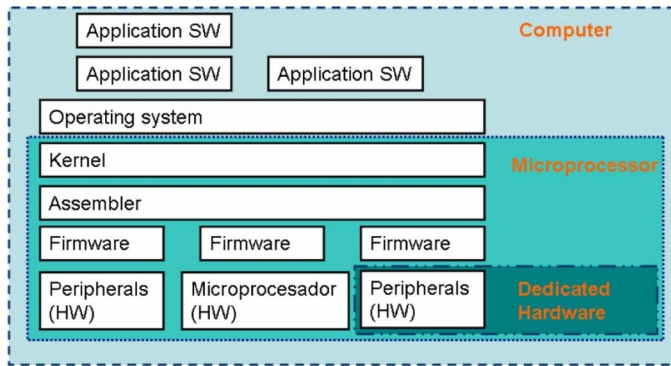 Application SW
Computer
Application SW
Application SW
Operating system
Kernel
Microprocessor
Assembler
Firmware
Firmware
Firmware
Peripherals
(HW)
Microprocesador
(HW)
Peripherals
(HW)
Dedicated
Hardware